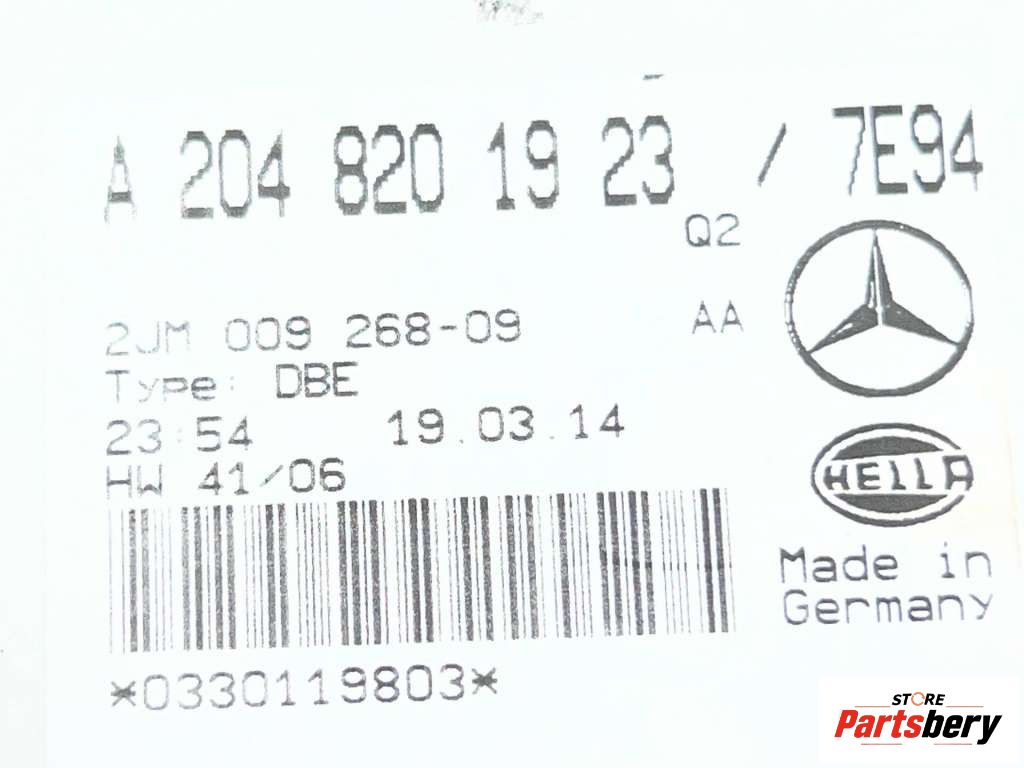 A 204 820 19 23 / 7E94
Q2
2JM 009 268-09 AA
Type: DBE
23:54 19.03.14
HW 41/06
HELLA
Made in
Germany
*0330119803*
STORE
Partsbery